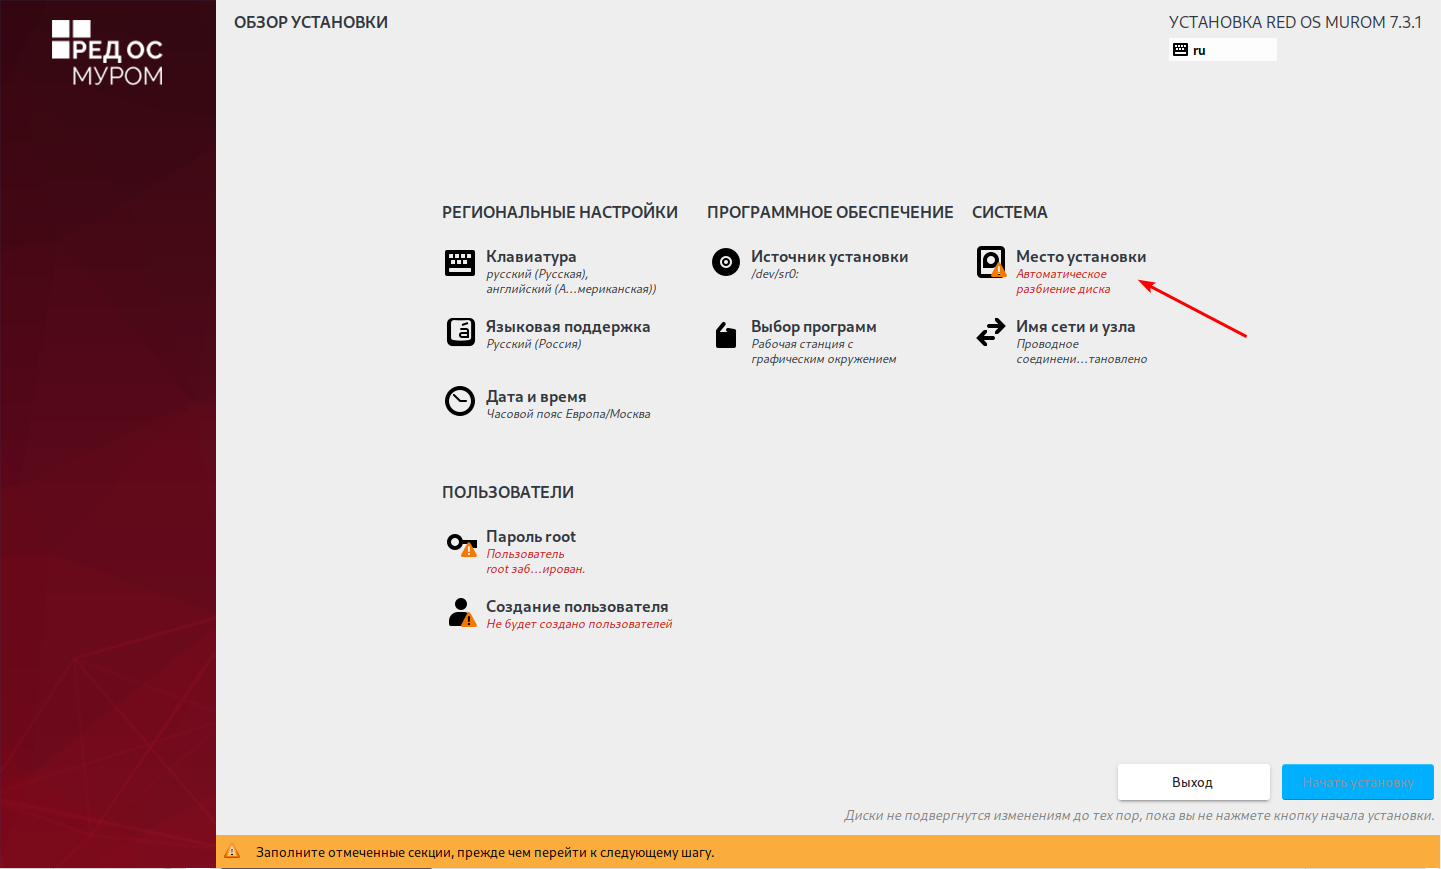 РЕД ОС
МУРОМ
ОБЗОР УСТАНОВКИ
УСТАНОВКА RED OS MUROM 7.3.1
ru
РЕГИОНАЛЬНЫЕ НАСТРОЙКИ
Клавиатура
русский (Русская),
английский (А…мериканская))
Языковая поддержка
Русский (Россия)
Дата и время
Часовой пояс Европа/Москва
ПРОГРАММНОЕ ОБЕСПЕЧЕНИЕ
Источник установки
/dev/sr0:
Выбор программ
Рабочая станция с
графическим окружением
СИСТЕМА
Место установки
Автоматическое
разбиение диска
Имя сети и узла
Проводное
соединени…тановлено
ПОЛЬЗОВАТЕЛИ
Пароль root
Пользователь
root заб…ирован.
Создание пользователя
Не будет создано пользователей
Выход
Начать установку
Диски не подвергнутся изменениям до тех пор, пока вы не нажмете кнопку начала установки.
Заполните отмеченные секции, прежде чем перейти к следующему шагу.